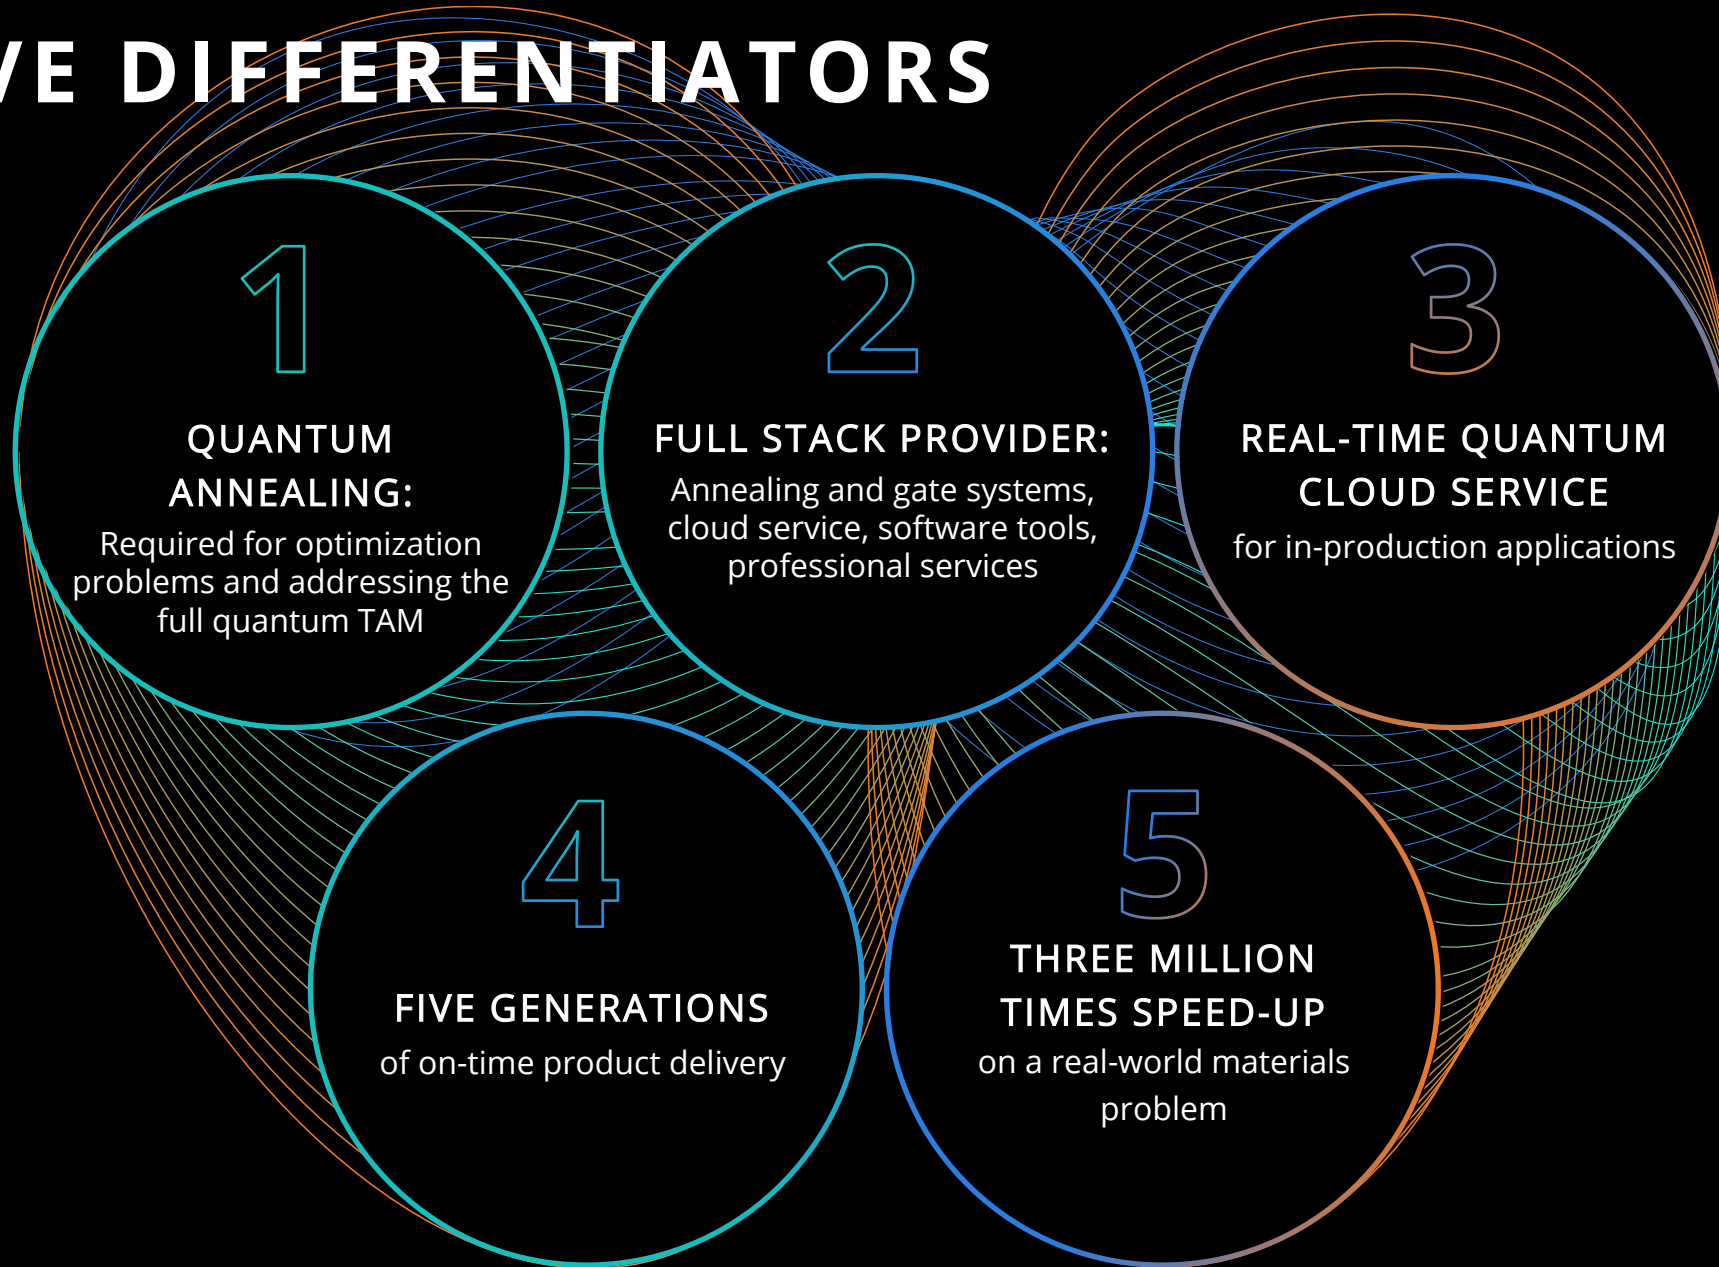 VE DIFFERENTIATORS
1
QUANTUM
ANNEALING:
Required for optimization
problems and addressing the
full quantum TAM
2
FULL STACK PROVIDER:
Annealing and gate systems,
cloud service, software tools,
professional services
3
REAL-TIME QUANTUM
CLOUD SERVICE
for in-production applications
4
FIVE GENERATIONS
of on-time product delivery
5
THREE MILLION
TIMES SPEED-UP
on a real-world materials
problem